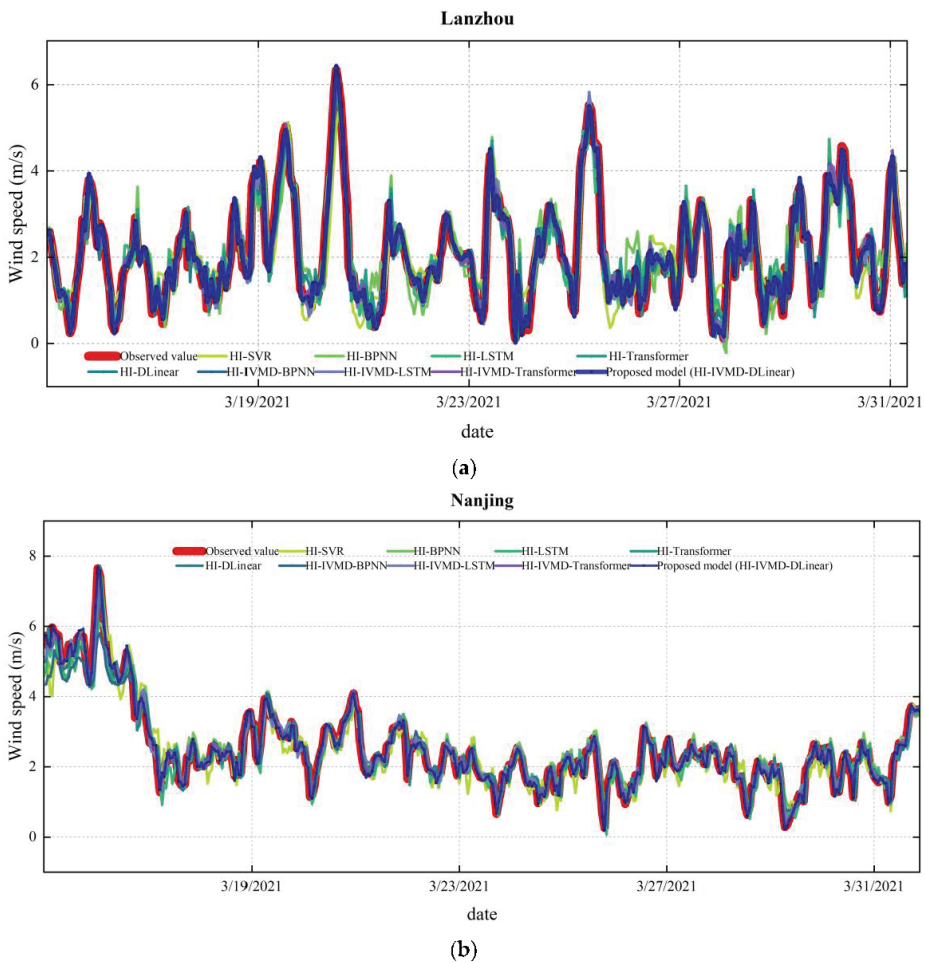 Lanzhou
Wind speed (m/s)
6
4
2
0
Observed value HI-SVR HI-BPNN HI-LSTM HI-Transformer
HI-DLinear HI-IVMD-BPNN HI-IVMD-LSTM HI-IVMD-Transformer Proposed model (HI-IVMD-DLinear)
3/19/2021 3/23/2021 3/27/2021 3/31/2021
date
(a)
Nanjing
Wind speed (m/s)
8
6
4
2
0
Observed value HI-SVR HI-BPNN HI-LSTM HI-Transformer
HI-DLinear HI-IVMD-BPNN HI-IVMD-LSTM HI-IVMD-Transformer Proposed model (HI-IVMD-DLinear)
3/19/2021 3/23/2021 3/27/2021 3/31/2021
date
(b)